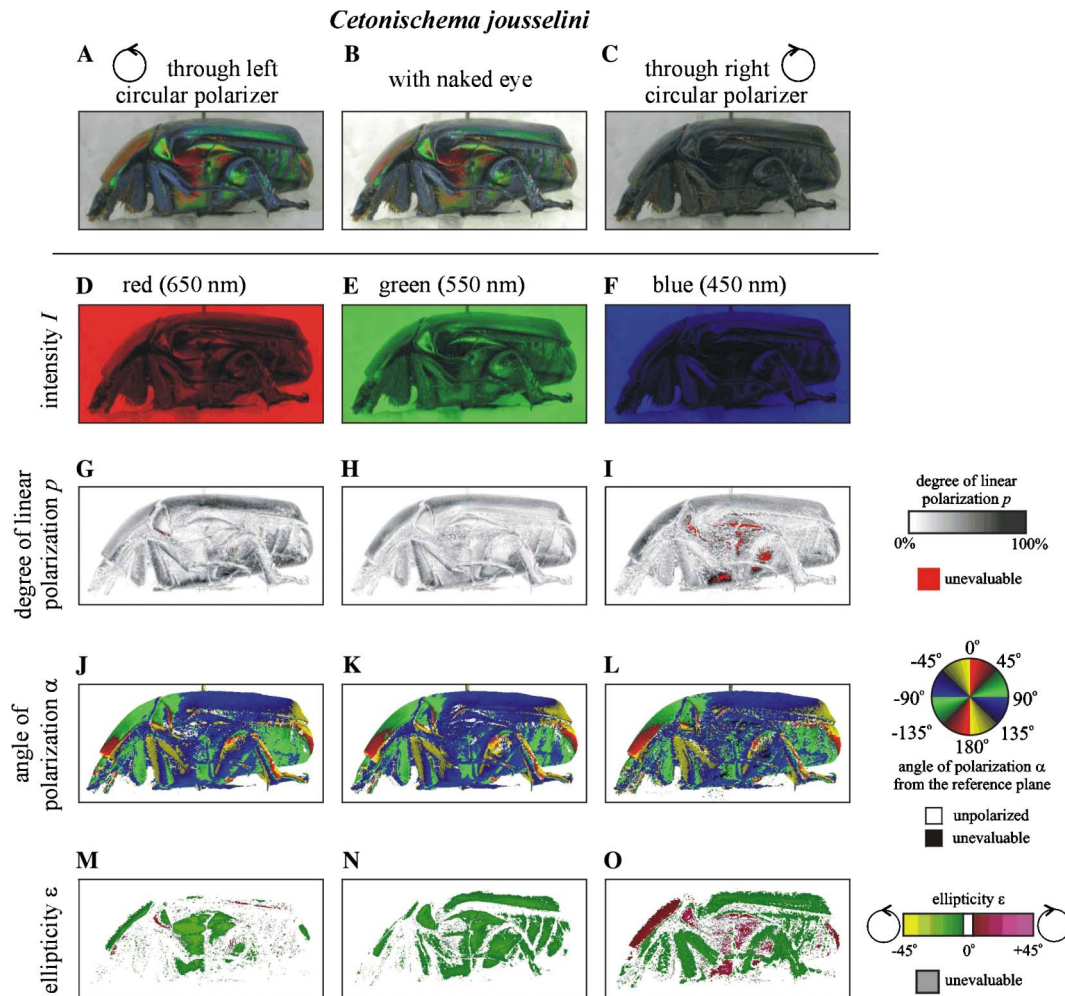 Cetonischema jousselini
A
through left
circular polarizer
B
with naked eye
C
through right
circular polarizer
D red (650 nm)
E green (550 nm)
F blue (450 nm)
intensity I
G
H
I
degree of linear
polarization p
degree of linear
polarization p
0% 100%
unevaluable
J
K
L
angle of
polarization α
0°
-45° 45°
-90° 90°
-135° 135°
180°
angle of polarization α
from the reference plane
unpolarized
unevaluable
M
N
O
ellipticity ε
ellipticity ε
-45° 0° +45°
unevaluable